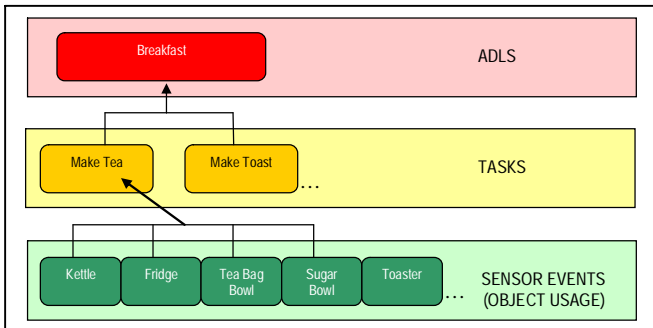 Breakfast
ADLS
Make Tea
Make Toast
...
TASKS
Kettle
Fridge
Tea Bag
Bowl
Sugar
Bowl
Toaster
...
SENSOR EVENTS
(OBJECT USAGE)